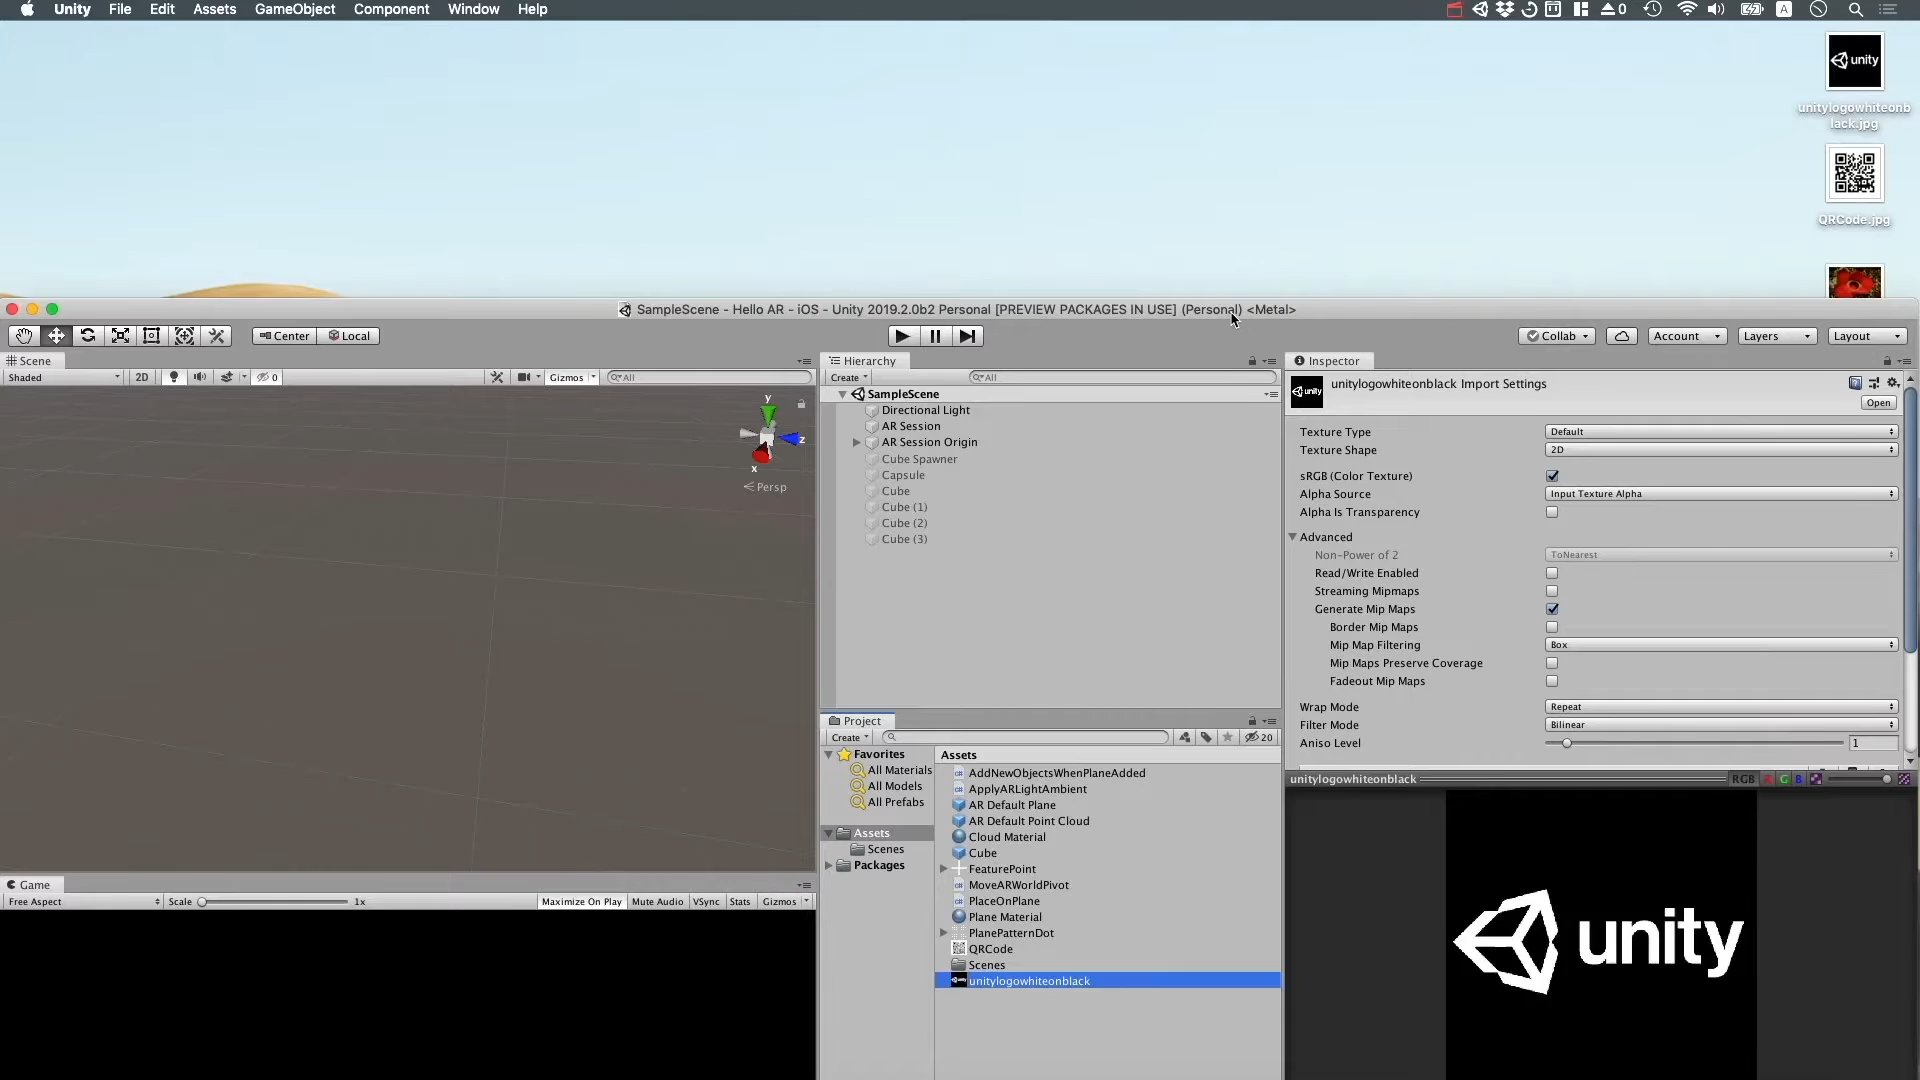 Unity File Edit Assets GameObject Component Window Help 0 A
unity
unitylogowhiteonb
lack.jpg
QRCode.jpg
SampleScene - Hello AR - iOS - Unity 2019.2.0b2 Personal [PREVIEW PACKAGES IN USE] (Personal) <Metal>
Center Local Collab Account Layers Layout
Scene
Shaded 2D 0 Gizmos All
y
z
x
Persp
Game
Free Aspect Scale 1x Maximize On Play Mute Audio VSync Stats Gizmos
Hierarchy
Create All
SampleScene
Directional Light
AR Session
AR Session Origin
Cube Spawner
Capsule
Cube
Cube (1)
Cube (2)
Cube (3)
Project
Create 20
Favorites
All Materials
All Models
All Prefabs
Assets
Scenes
Packages
Assets
AddNewObjectsWhenPlaneAdded
ApplyARLightAmbient
AR Default Plane
AR Default Point Cloud
Cloud Material
Cube
FeaturePoint
MoveARWorldPivot
PlaceOnPlane
Plane Material
PlanePatternDot
QRCode
Scenes
unitylogowhiteonblack
Inspector
unity unitylogowhiteonblack Import Settings
Open
Texture Type Default
Texture Shape 2D
sRGB (Color Texture)
Alpha Source Input Texture Alpha
Alpha Is Transparency
Advanced
Non-Power of 2 ToNearest
Read/Write Enabled
Streaming Mipmaps
Generate Mip Maps
Border Mip Maps
Mip Map Filtering Box
Mip Maps Preserve Coverage
Fadeout Mip Maps
Wrap Mode Repeat
Filter Mode Bilinear
Aniso Level 1
unitylogowhiteonblack RGB R G B
unity